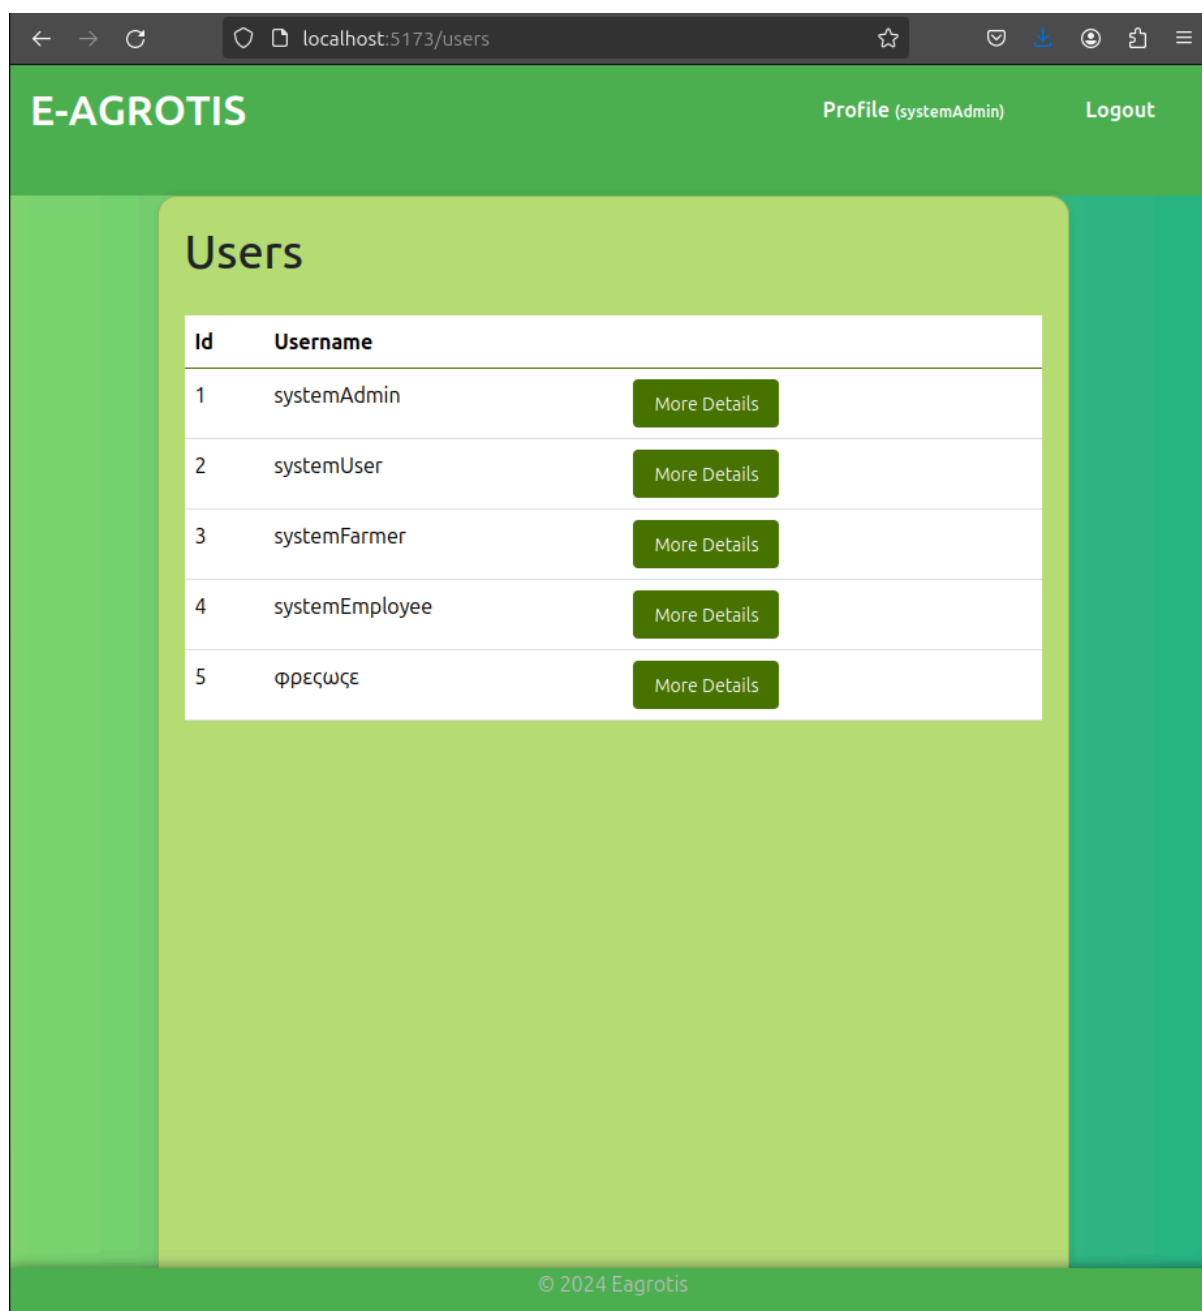 localhost:5173/users
E-AGROTIS
Profile (systemAdmin)
Logout
Users
Id Username
1 systemAdmin More Details
2 systemUser More Details
3 systemFarmer More Details
4 systemEmployee More Details
5 φρεςωςε More Details
© 2024 Eagrotis